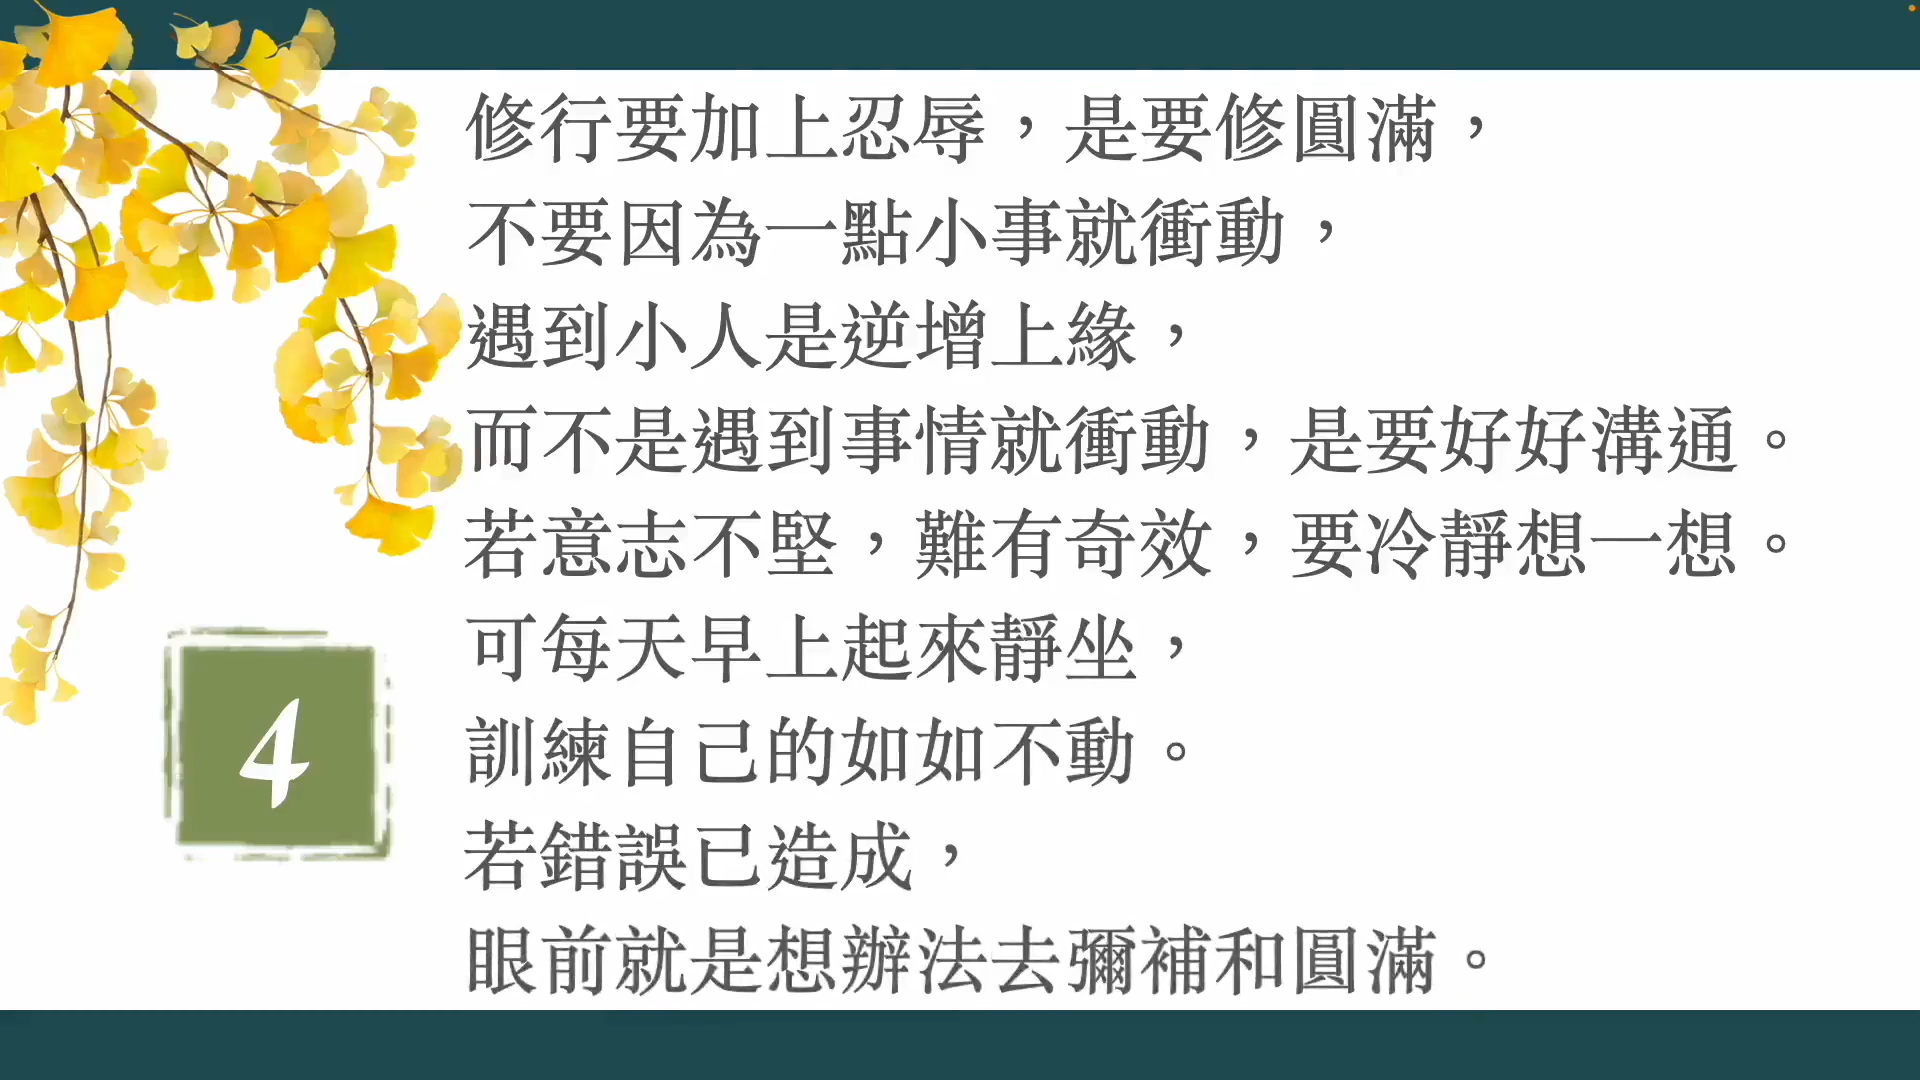 修行要加上忍辱，是要修圓滿，
不要因為一點小事就衝動，
遇到小人是逆增上緣，
而不是遇到事情就衝動，是要好好溝通。
若意志不堅，難有奇效，要冷靜想一想。
可每天早上起來靜坐，
訓練自己的如如不動。
若錯誤已造成，
眼前就是想辦法去彌補和圓滿。
4